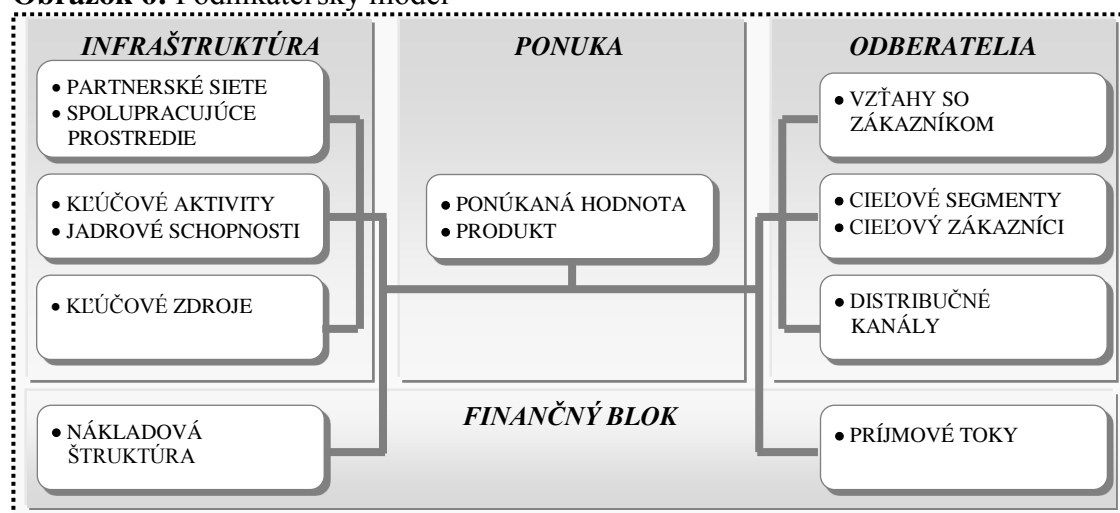 Obrázok 6: Podnikateľský model
INFRAŠTRUKTÚRA
• PARTNERSKÉ SIETE
• SPOLUPRACUJÚCE
PROSTREDIE
• KĽÚČOVÉ AKTIVITY
• JADROVÉ SCHOPNOSTI
• KĽÚČOVÉ ZDROJE
PONUKA
• PONÚKANÁ HODNOTA
• PRODUKT
ODBERATELIA
• VZŤAHY SO
ZÁKAZNÍKOM
• CIEĽOVÉ SEGMENTY
• CIEĽOVÝ ZÁKAZNÍCI
• DISTRIBUČNÉ
KANÁLY
FINANČNÝ BLOK
• NÁKLADOVÁ
ŠTRUKTÚRA
• PRÍJMOVÉ TOKY